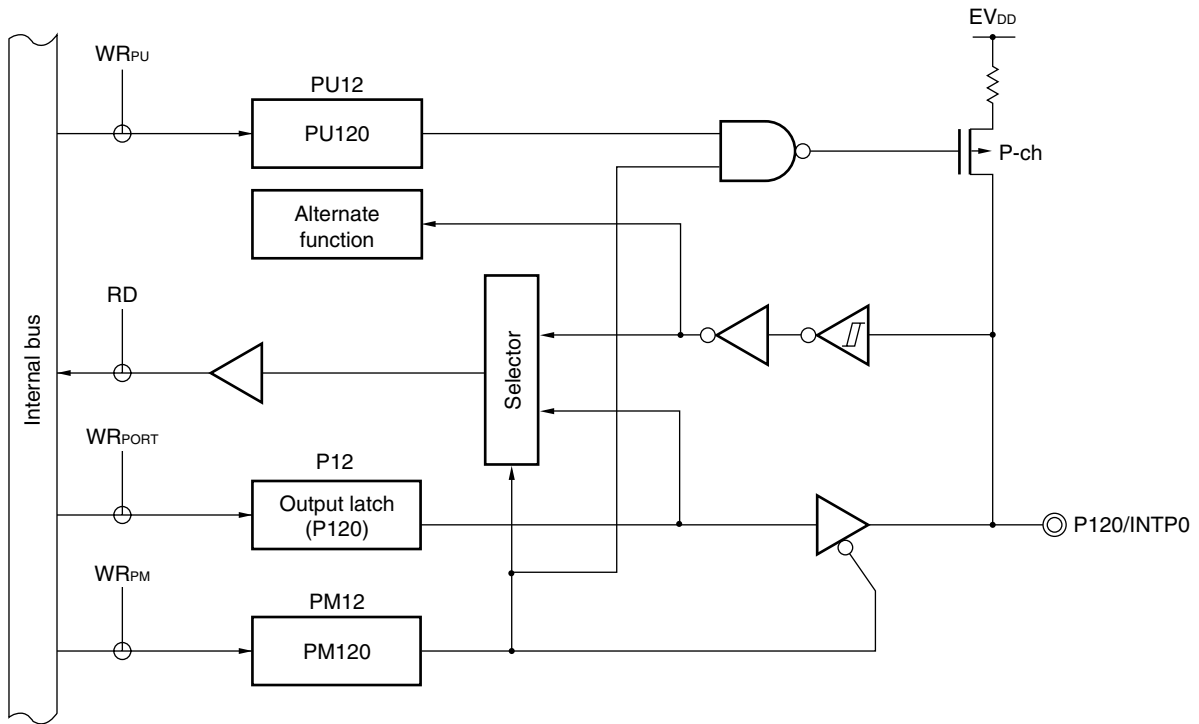 EVDD
WRPU
PU12
PU120
P-ch
Alternate
function
RD
Selector
Internal bus
WRPORT
P12
Output latch
(P120)
P120/INTP0
WRPM
PM12
PM120